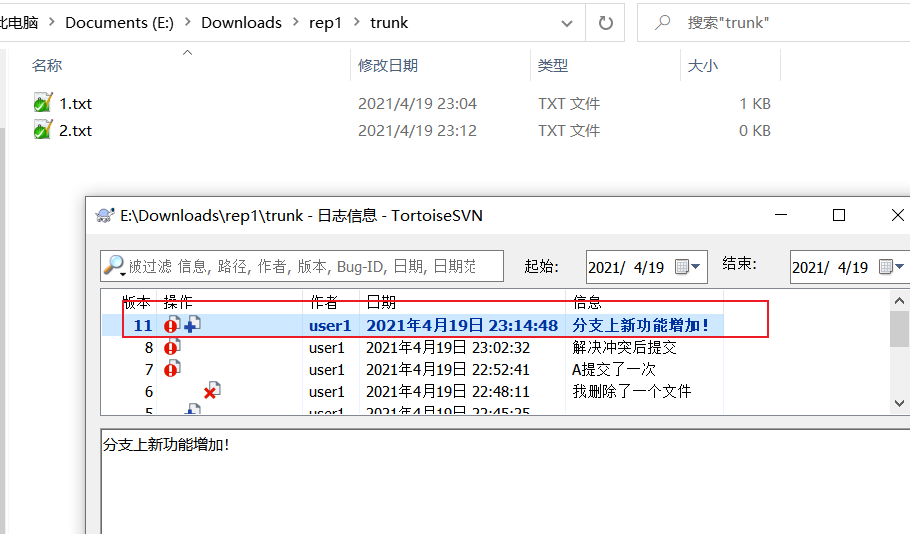 此电脑 > Documents (E:) > Downloads > rep1 > trunk
搜索"trunk"
名称 修改日期 类型 大小
1.txt 2021/4/19 23:04 TXT 文件 1 KB
2.txt 2021/4/19 23:12 TXT 文件 0 KB
E:\Downloads\rep1\trunk - 日志信息 - TortoiseSVN
被过滤 信息, 路径, 作者, 版本, Bug-ID, 日期, 日期范
起始: 2021/ 4/19 结束: 2021/ 4/19
版本 操作 作者 日期 信息
11 user1 2021年4月19日 23:14:48 分支上新功能增加!
8 user1 2021年4月19日 23:02:32 解决冲突后提交
7 user1 2021年4月19日 22:52:41 A提交了一次
6 user1 2021年4月19日 22:48:11 我删除了一个文件
5 user1 2021年4月19日 22:45:25
分支上新功能增加!